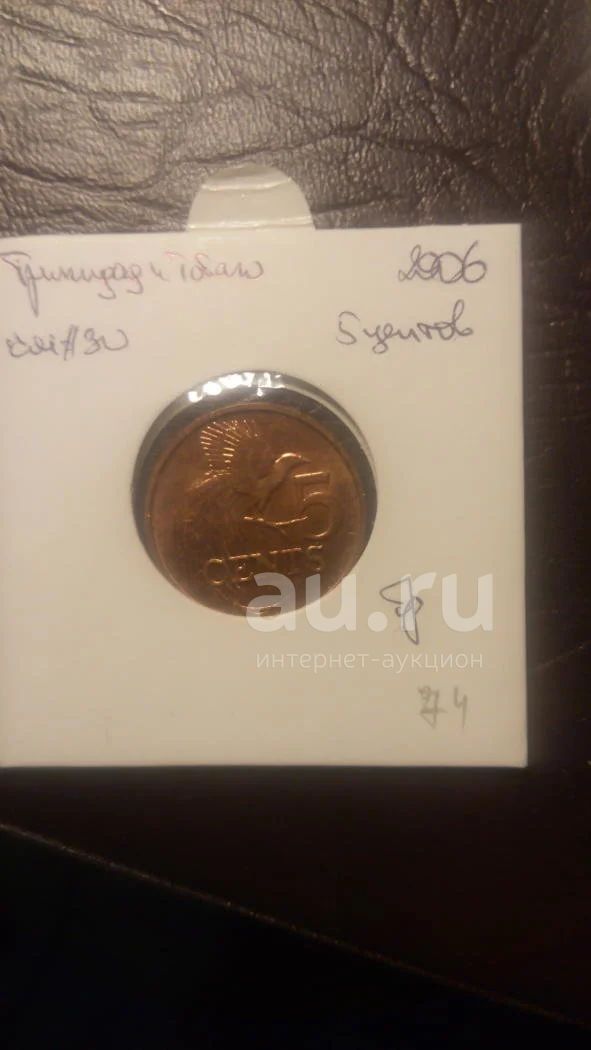 Тринидад и Тобаго
2006
5 центов
5
CENTS
au.ru
интернет-аукцион